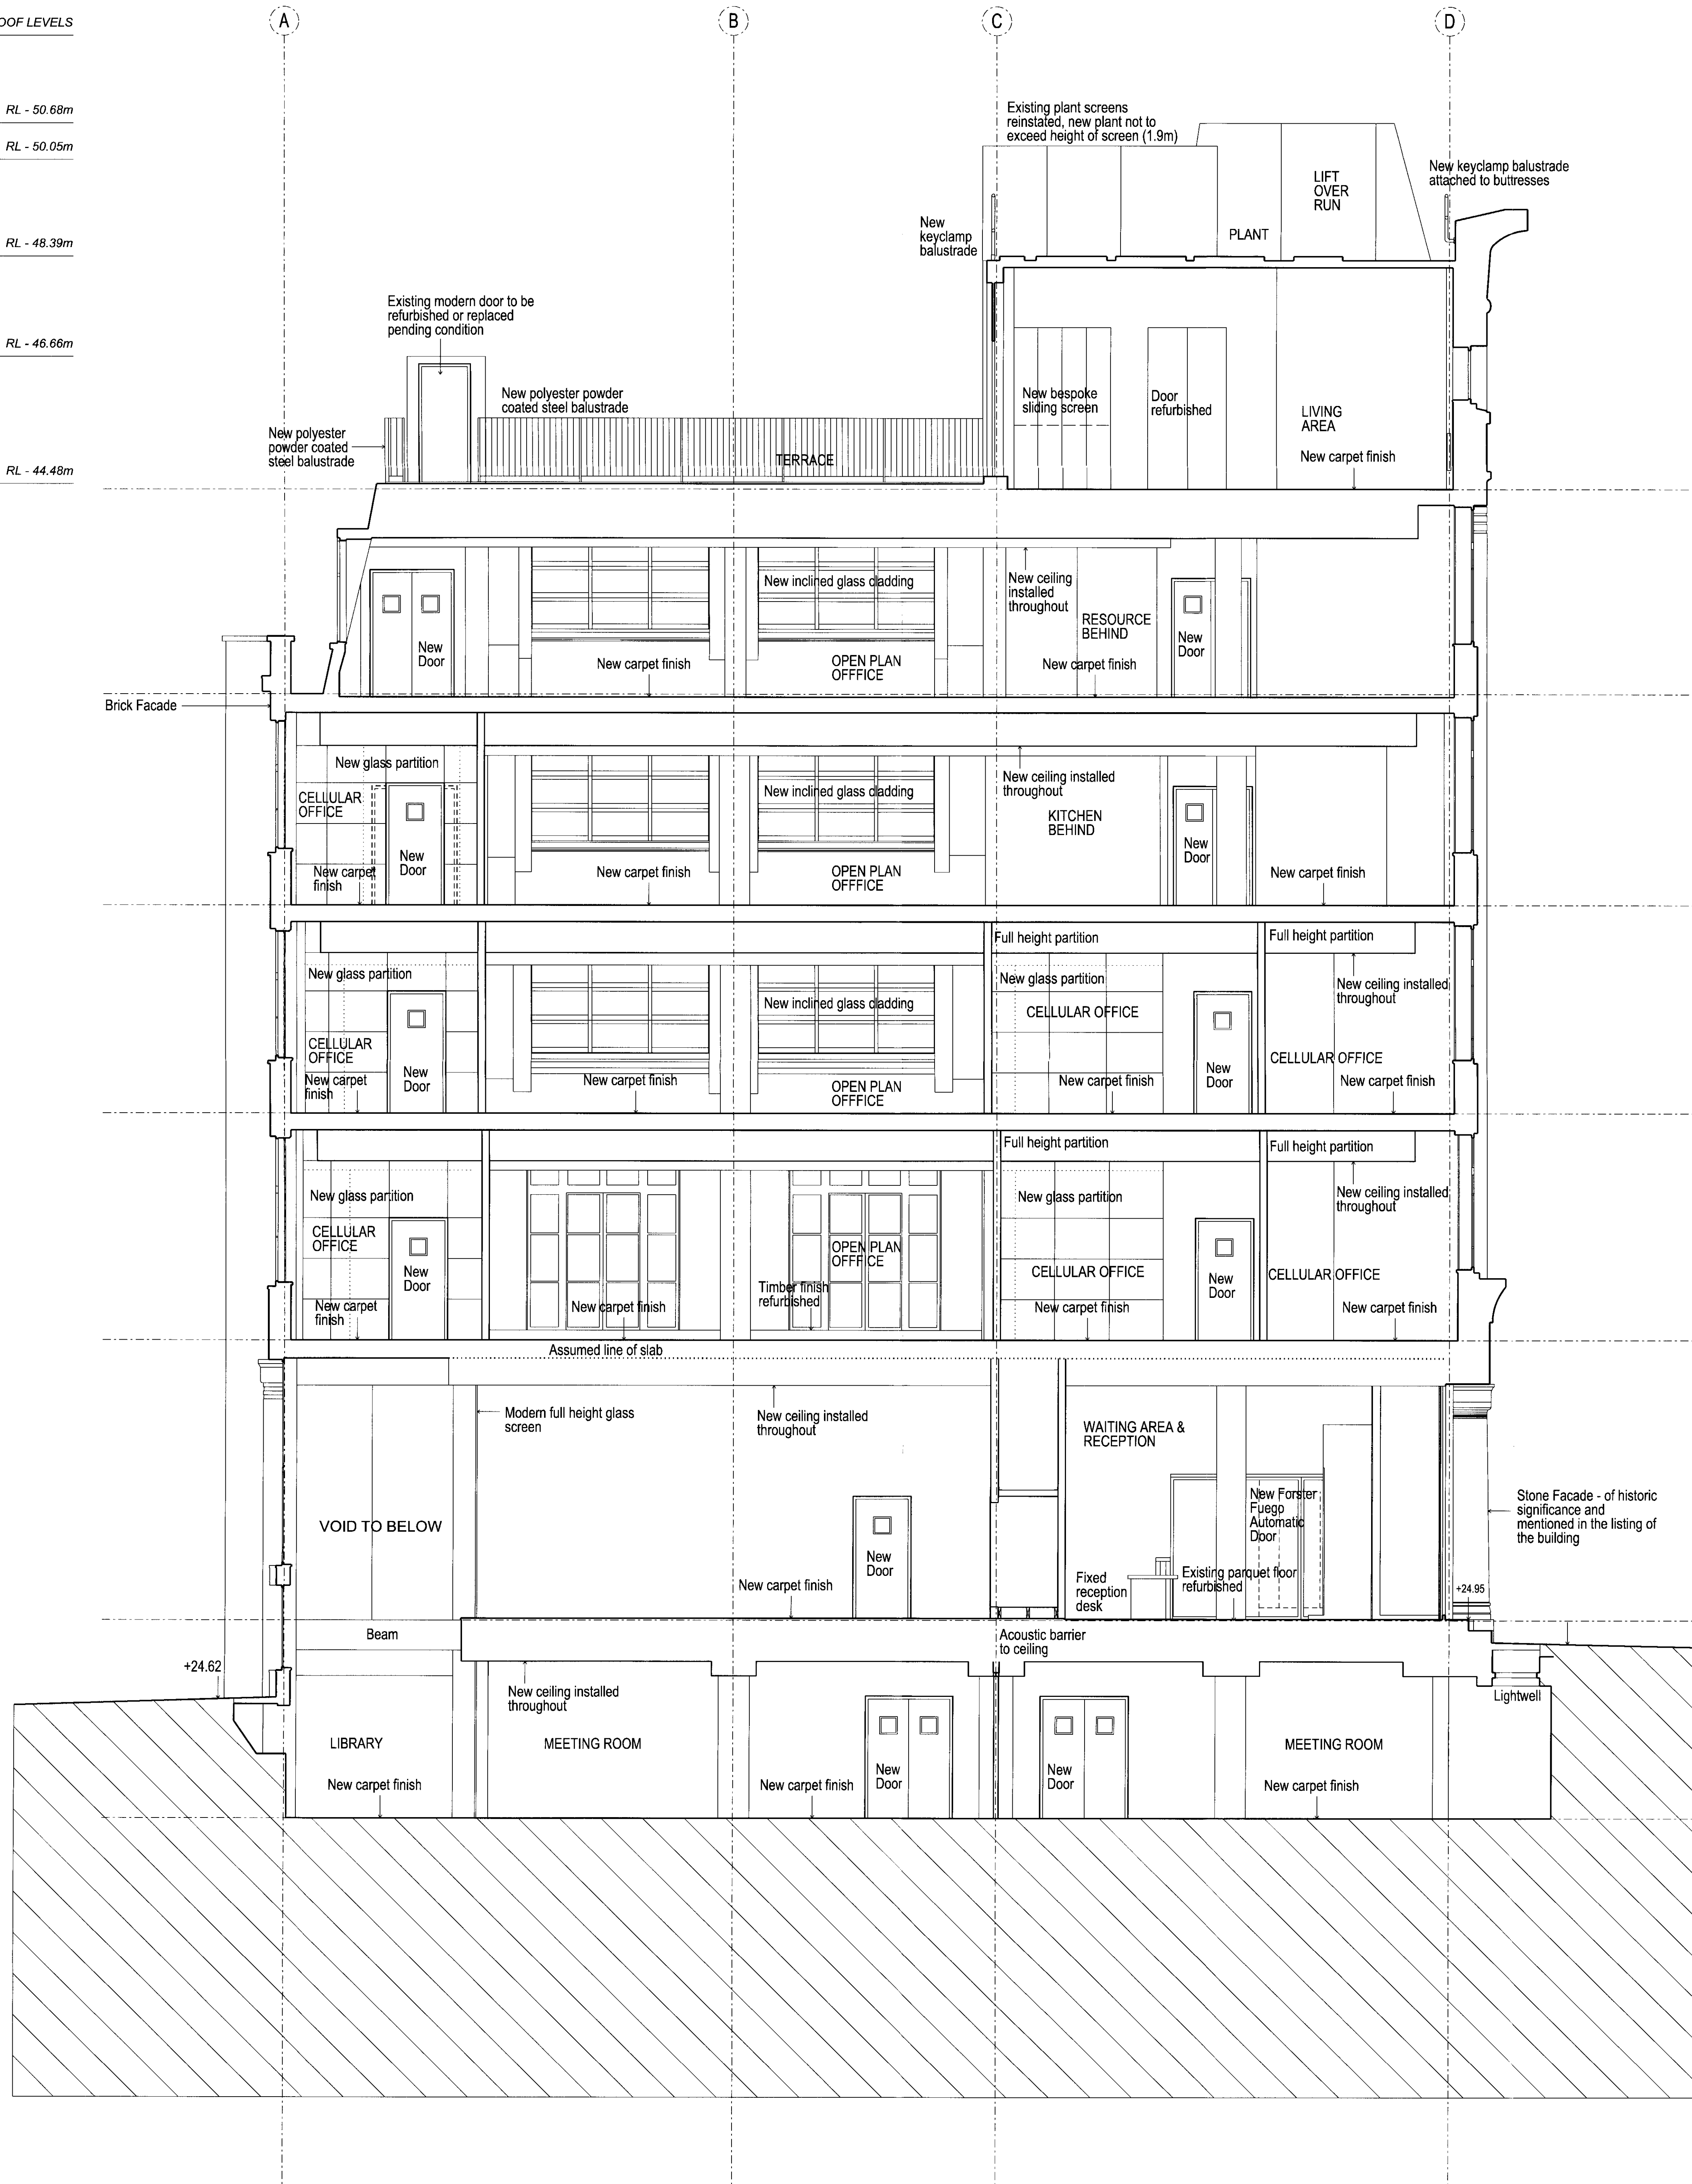 OOF LEVELS
A
B
C
D
RL - 50.68m
RL - 50.05m
RL - 48.39m
RL - 46.66m
RL - 44.48m
Existing plant screens
reinstated, new plant not to
exceed height of screen (1.9m)
LIFT
OVER
RUN
PLANT
New keyclamp balustrade
attached to buttresses
New
keyclamp
balustrade
Existing modern door to be
refurbished or replaced
pending condition
New polyester powder
coated steel balustrade
New polyester
powder coated
steel balustrade
TERRACE
New bespoke
sliding screen
Door
refurbished
LIVING
AREA
New carpet finish
New Door
New inclined glass cladding
New carpet finish
OPEN PLAN
OFFFICE
New ceiling
installed
throughout
RESOURCE
BEHIND
New carpet finish
New
Door
Brick Facade
New glass partition
CELLULAR
OFFICE
New carpet
finish
New
Door
New inclined glass cladding
New carpet finish
OPEN PLAN
OFFFICE
New ceiling installed
throughout
KITCHEN
BEHIND
New
Door
New carpet finish
New glass partition
CELLULAR
OFFICE
New carpet
finish
New
Door
New inclined glass cladding
New carpet finish
OPEN PLAN
OFFFICE
Full height partition
New glass partition
CELLULAR OFFICE
New carpet finish
New
Door
Full height partition
New ceiling installed
throughout
CELLULAR OFFICE
New carpet finish
New glass partition
CELLULAR
OFFICE
New carpet
finish
New
Door
New carpet finish
OPEN PLAN
OFFFICE
Timber finish
refurbished
Full height partition
New glass partition
CELLULAR OFFICE
New carpet finish
New
Door
Full height partition
New ceiling installed
throughout
CELLULAR OFFICE
New carpet finish
Assumed line of slab
Modern full height glass
screen
New ceiling installed
throughout
VOID TO BELOW
New carpet finish
New
Door
WAITING AREA &
RECEPTION
New Forster
Fuego
Automatic
Door
Fixed
reception
desk
Existing parquet floor
refurbished
+24.95
Stone Facade - of historic
significance and
mentioned in the listing of
the building
Beam
Acoustic barrier
to ceiling
+24.62
New ceiling installed
throughout
Lightwell
LIBRARY
New carpet finish
MEETING ROOM
New carpet finish
New
Door
New
Door
MEETING ROOM
New carpet finish